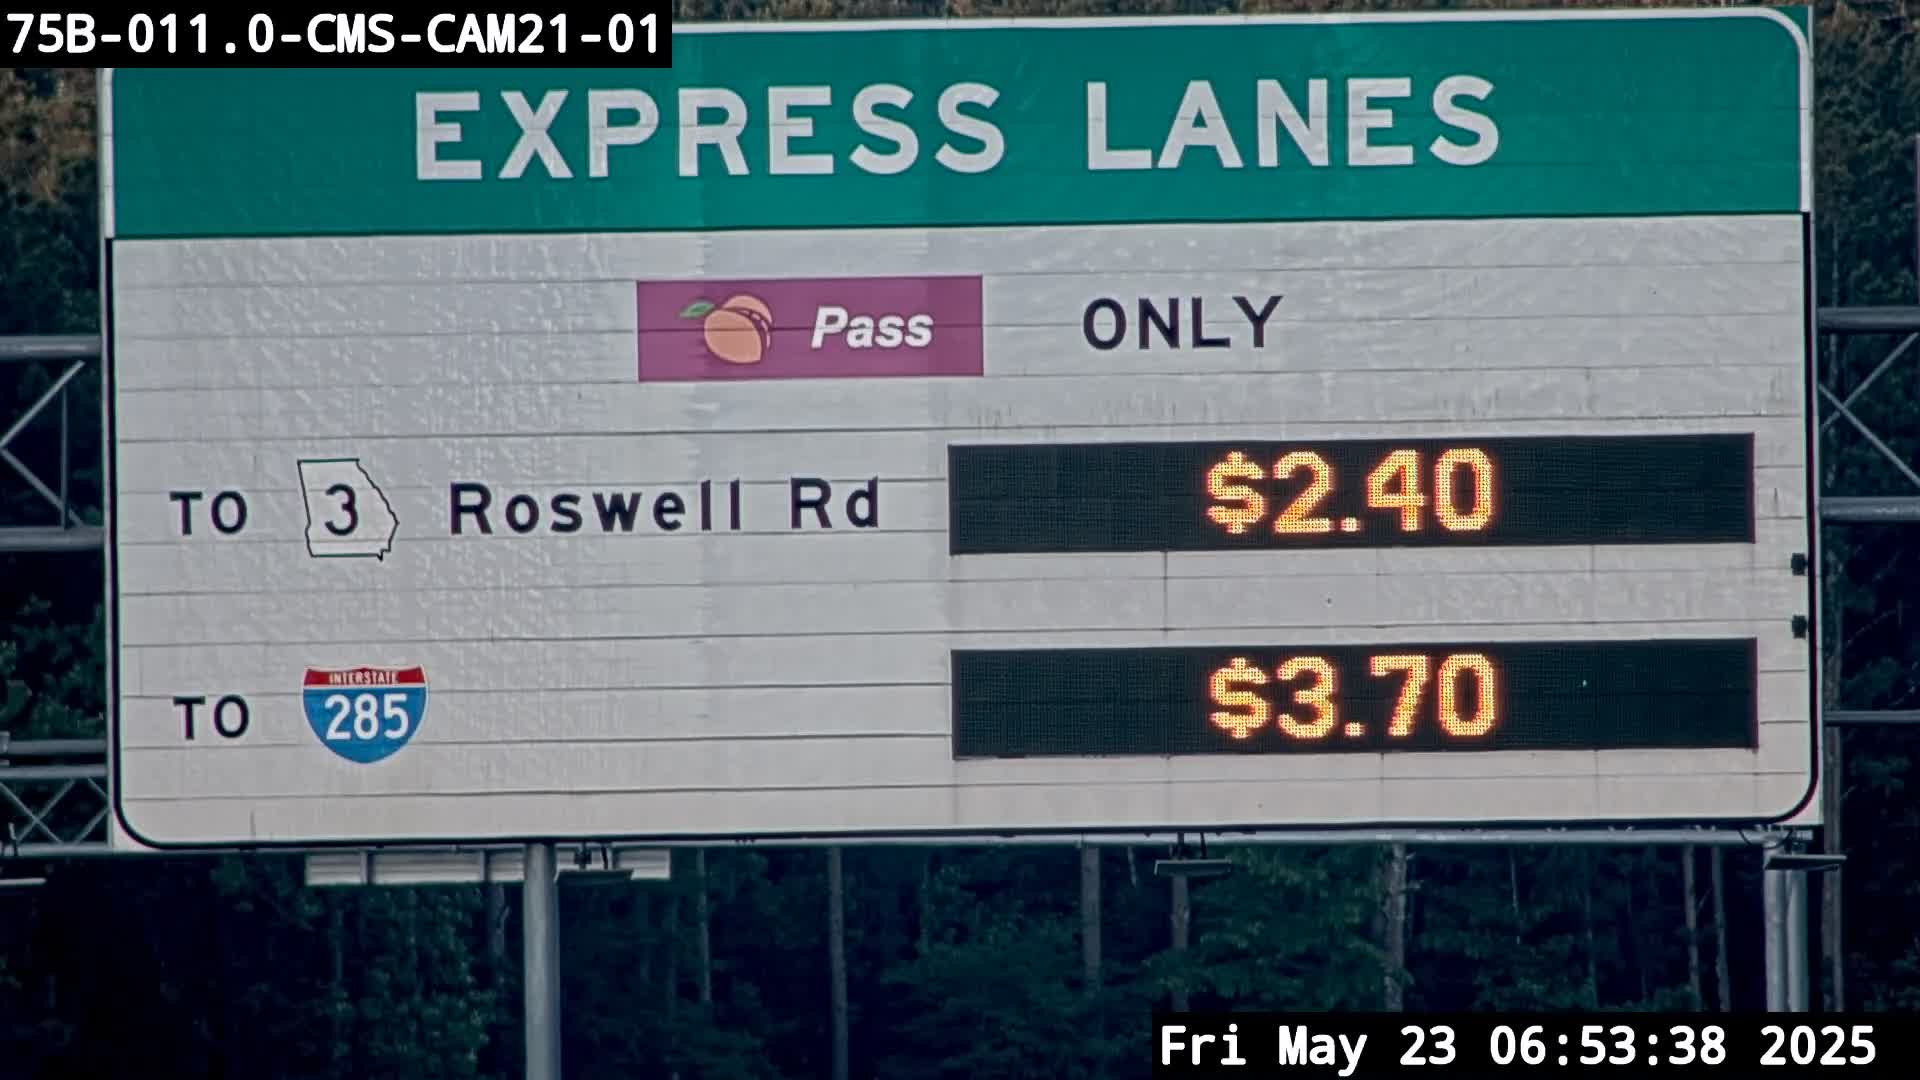 75B-011.0-CMS-CAM21-01
EXPRESS LANES
Pass ONLY
TO 3 Roswell Rd $2.40
INTERSTATE
TO 285 $3.70
Fri May 23 06:53:38 2025